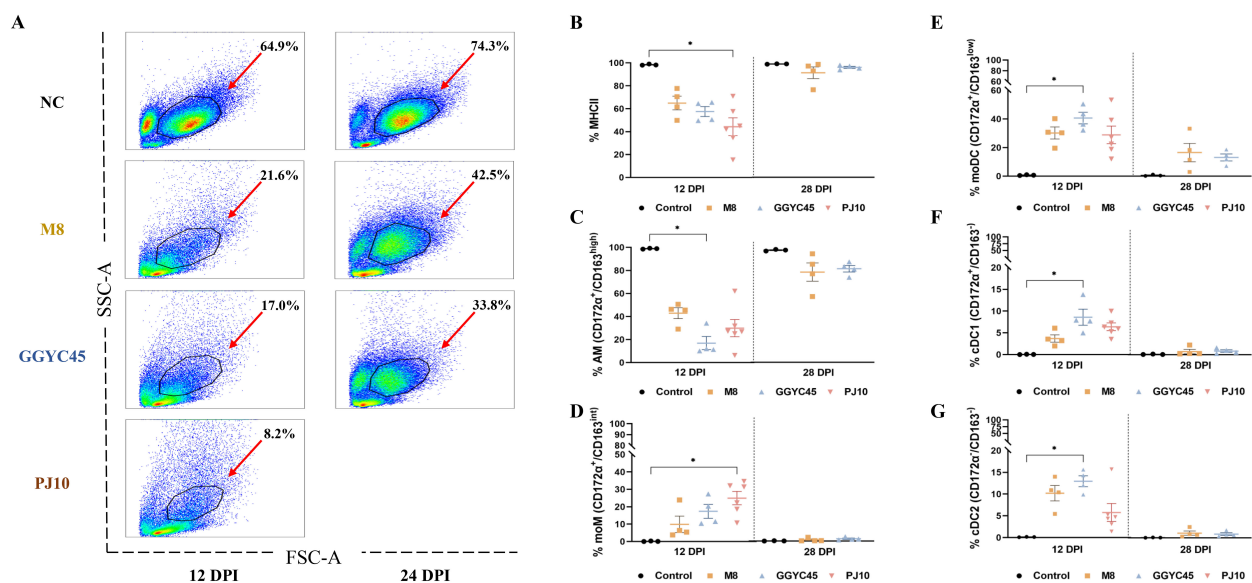 A
NC
M8
GGYC45
PJ10
SSC-A
FSC-A
64.9%
74.3%
21.6%
42.5%
17.0%
33.8%
8.2%
12 DPI
24 DPI
B
% MHCII
100
80
60
40
20
0
*
12 DPI
28 DPI
Control
M8
GGYC45
PJ10
C
% AM (CD172α⁺/CD163ʰⁱᵍʰ)
100
80
60
40
20
0
*
12 DPI
28 DPI
Control
M8
GGYC45
PJ10
D
% moM (CD172α⁺/CD163ⁱⁿᵗ)
100
90
80
50
40
30
20
10
0
*
12 DPI
28 DPI
Control
M8
GGYC45
PJ10
E
% moDC (CD172α⁺/CD163ˡᵒʷ)
100
90
80
60
40
20
0
*
12 DPI
28 DPI
Control
M8
GGYC45
PJ10
F
% cDC1 (CD172α⁺/CD163⁻)
100
75
50
25
20
15
10
5
0
*
12 DPI
28 DPI
Control
M8
GGYC45
PJ10
G
% cDC2 (CD172α⁻/CD163⁻)
100
75
50
25
20
15
10
5
0
*
12 DPI
28 DPI
Control
M8
GGYC45
PJ10